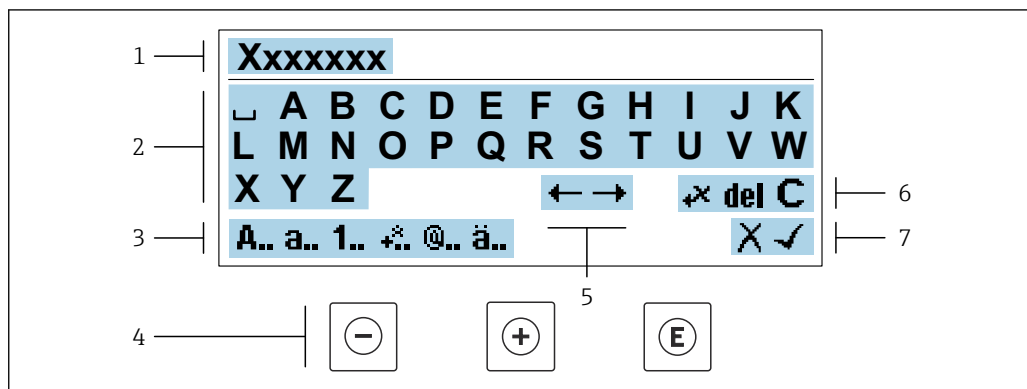 1 Xxxxxxx
2 ␣ A B C D E F G H I J K
L M N O P Q R S T U V W
X Y Z ← → +× del C 6
3 A.. a.. 1.. +×.. @.. ä.. X ✓ 7
5
4 − + E